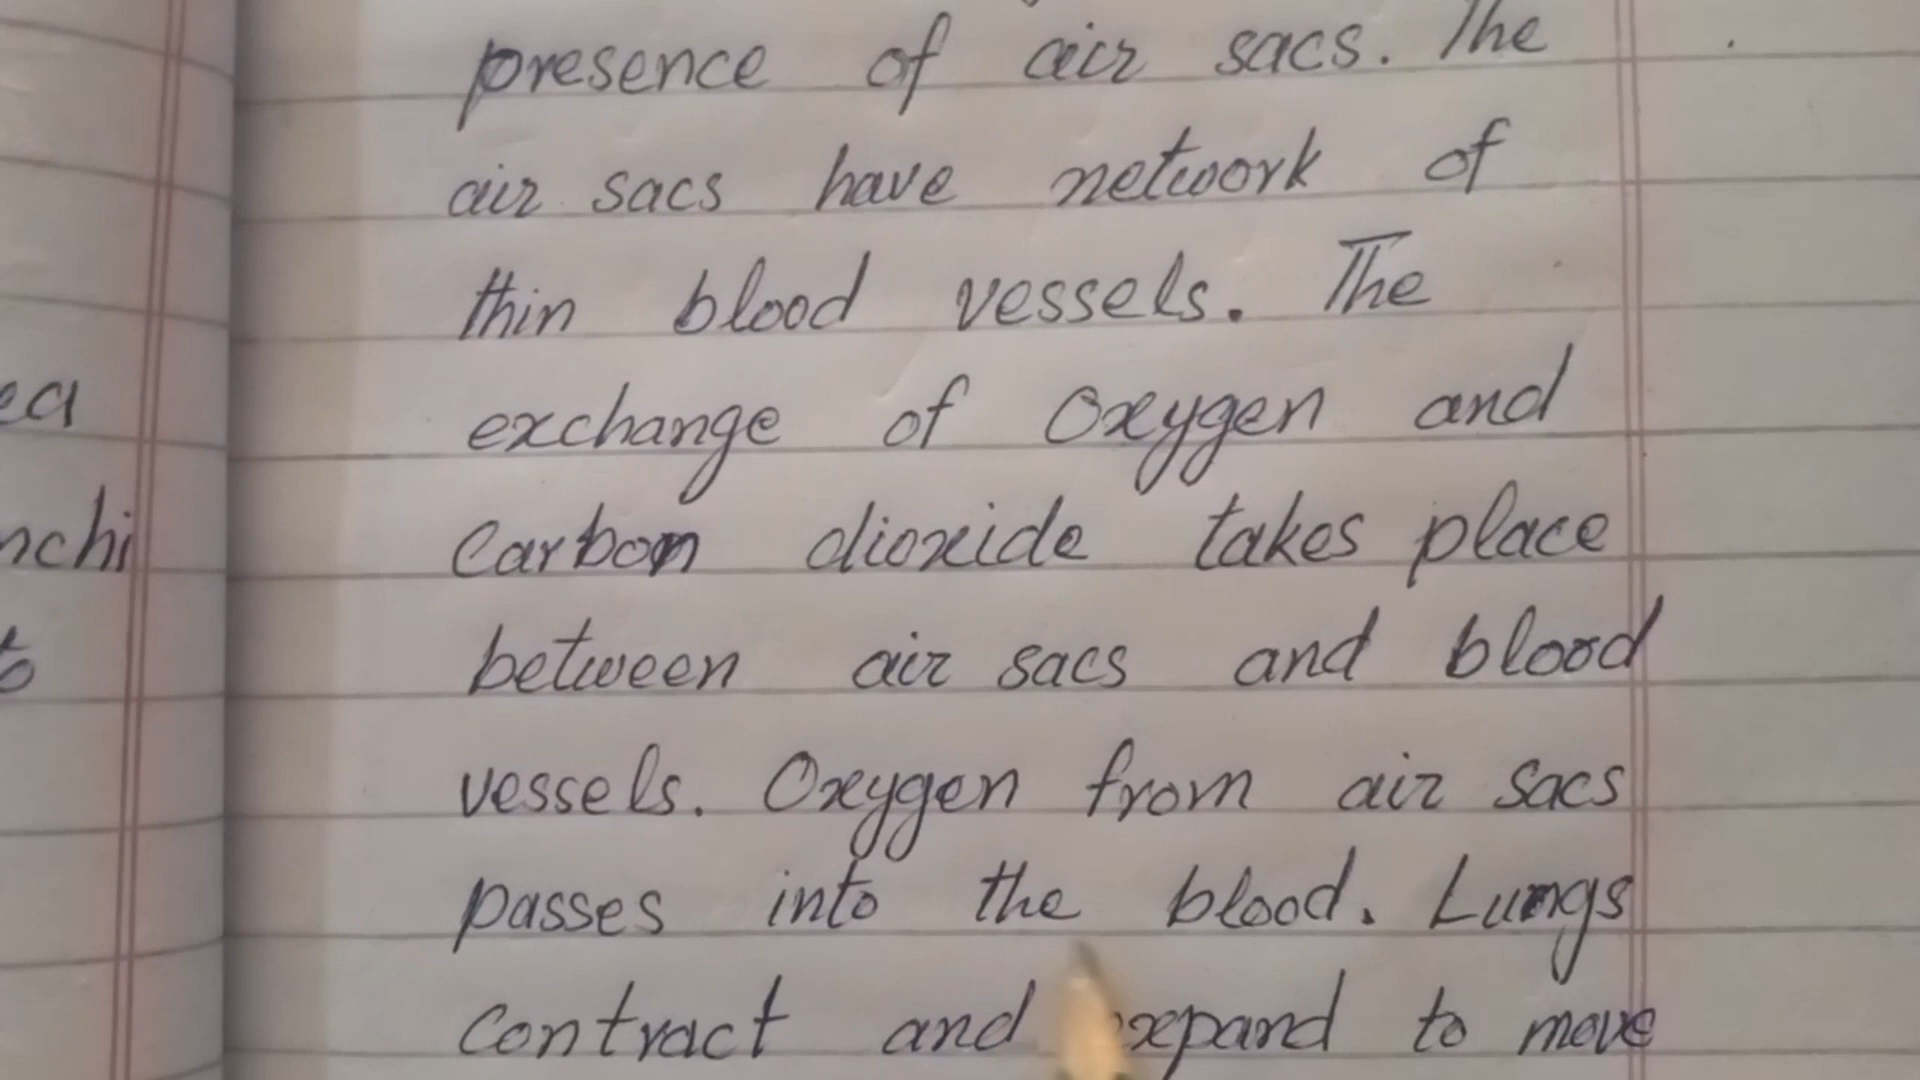 presence of air sacs. The
air sacs have network of
thin blood vessels. The
exchange of Oxygen and
Carbon dioxide takes place
between air sacs and blood
vessels. Oxygen from air sacs
passes into the blood. Lungs
Contract and expand to move